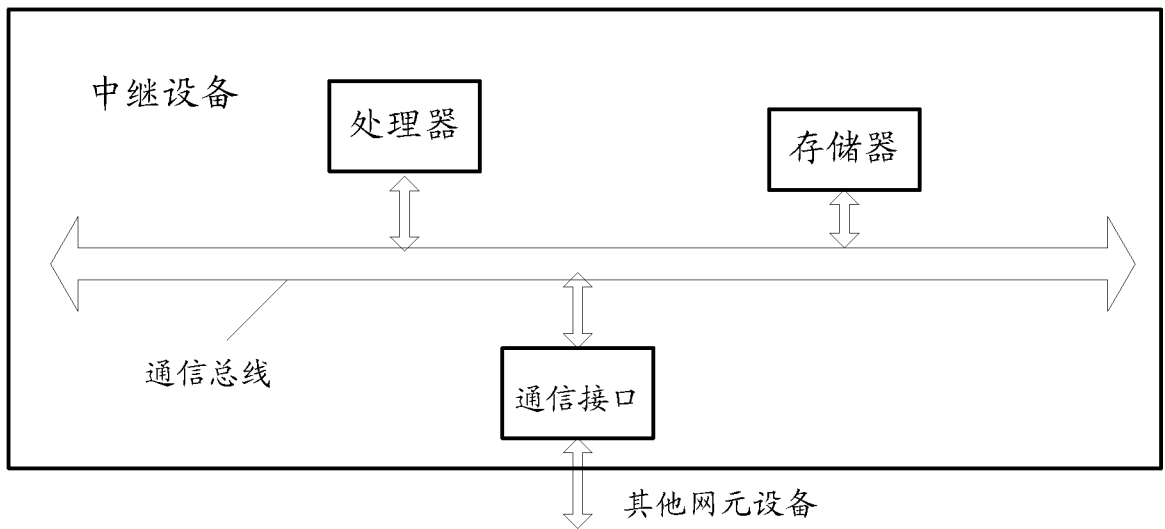 中继设备
处理器
存储器
通信总线
通信接口
其他网元设备